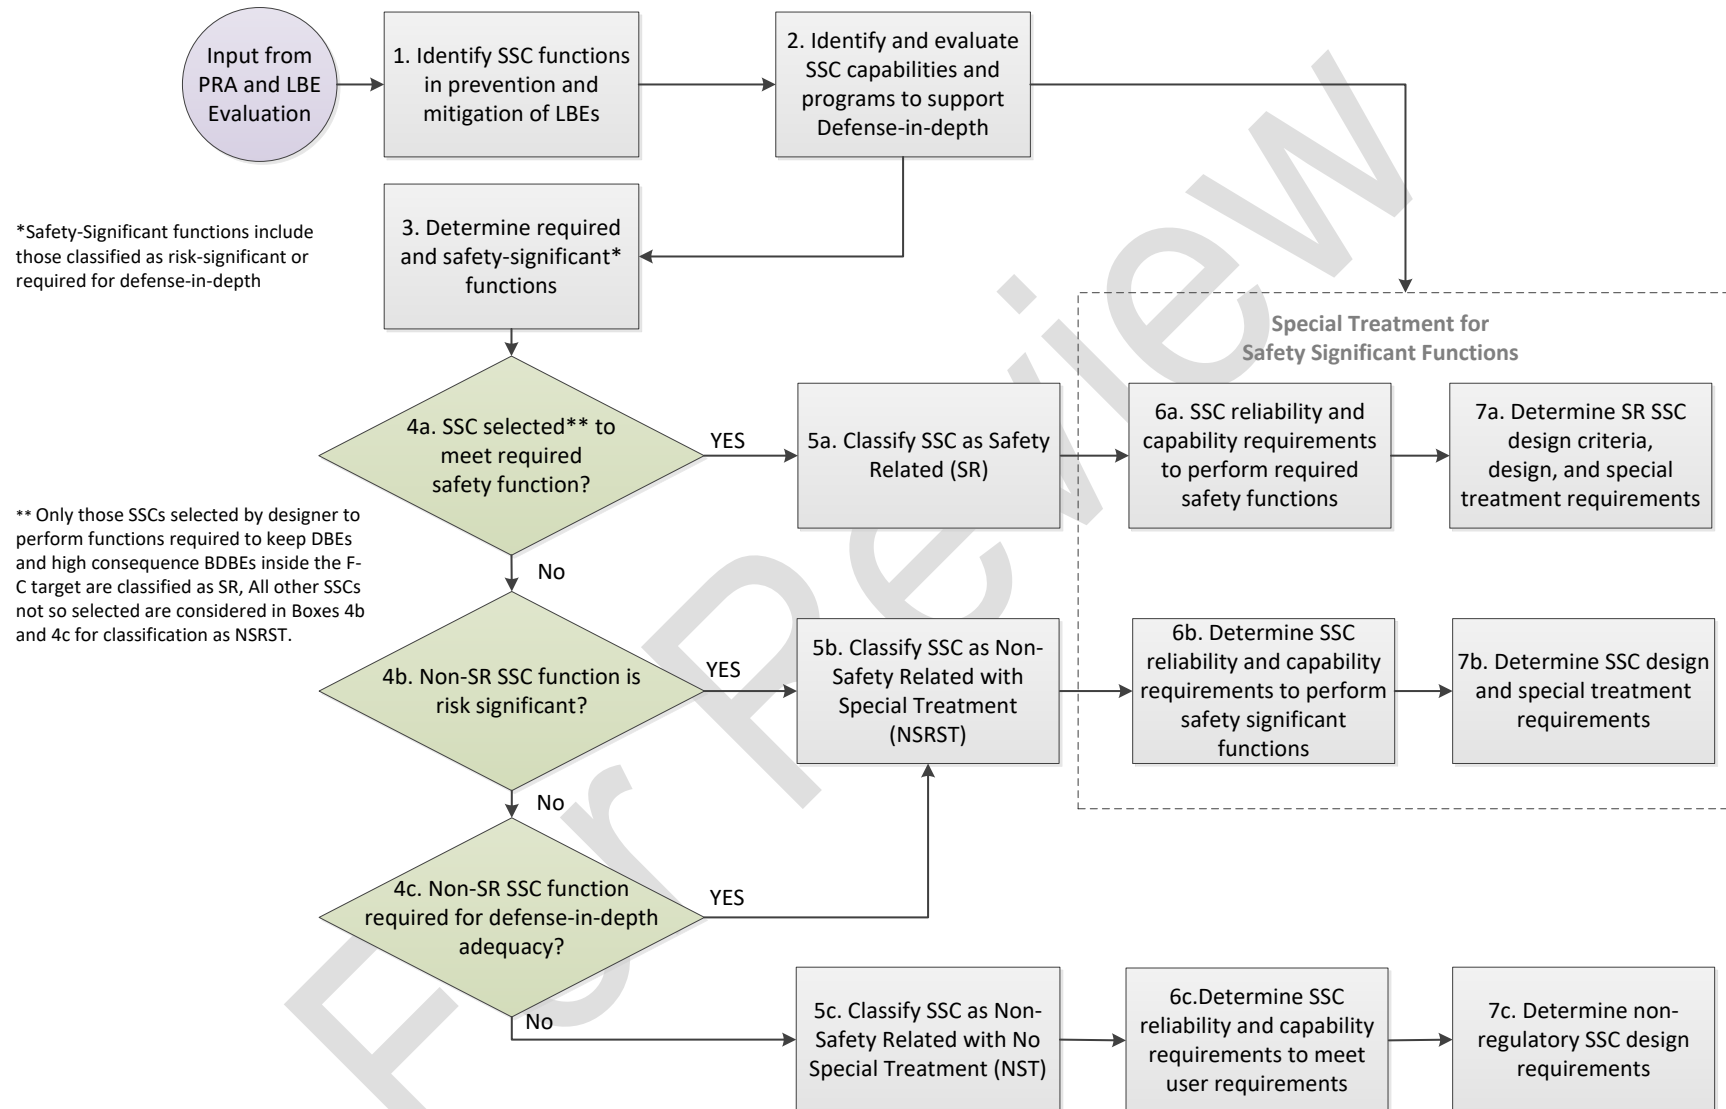 Input from
PRA and LBE
Evaluation
1. Identify SSC functions
in prevention and
mitigation of LBEs
2. Identify and evaluate
SSC capabilities and
programs to support
Defense-in-depth
*Safety-Significant functions include
those classified as risk-significant or
required for defense-in-depth
3. Determine required
and safety-significant*
functions
Special Treatment for
Safety Significant Functions
4a. SSC selected** to
meet required
safety function?
YES
5a. Classify SSC as Safety
Related (SR)
6a. SSC reliability and
capability requirements
to perform required
safety functions
7a. Determine SR SSC
design criteria,
design, and special
treatment requirements
** Only those SSCs selected by designer to
perform functions required to keep DBEs
and high consequence BDBEs inside the F-
C target are classified as SR, All other SSCs
not so selected are considered in Boxes 4b
and 4c for classification as NSRST.
No
4b. Non-SR SSC function is
risk significant?
YES
5b. Classify SSC as Non-
Safety Related with
Special Treatment
(NSRST)
6b. Determine SSC
reliability and capability
requirements to perform
safety significant
functions
7b. Determine SSC design
and special treatment
requirements
No
4c. Non-SR SSC function
required for defense-in-depth
adequacy?
YES
No
5c. Classify SSC as Non-
Safety Related with No
Special Treatment (NST)
6c.Determine SSC
reliability and capability
requirements to meet
user requirements
7c. Determine non-
regulatory SSC design
requirements
For Review